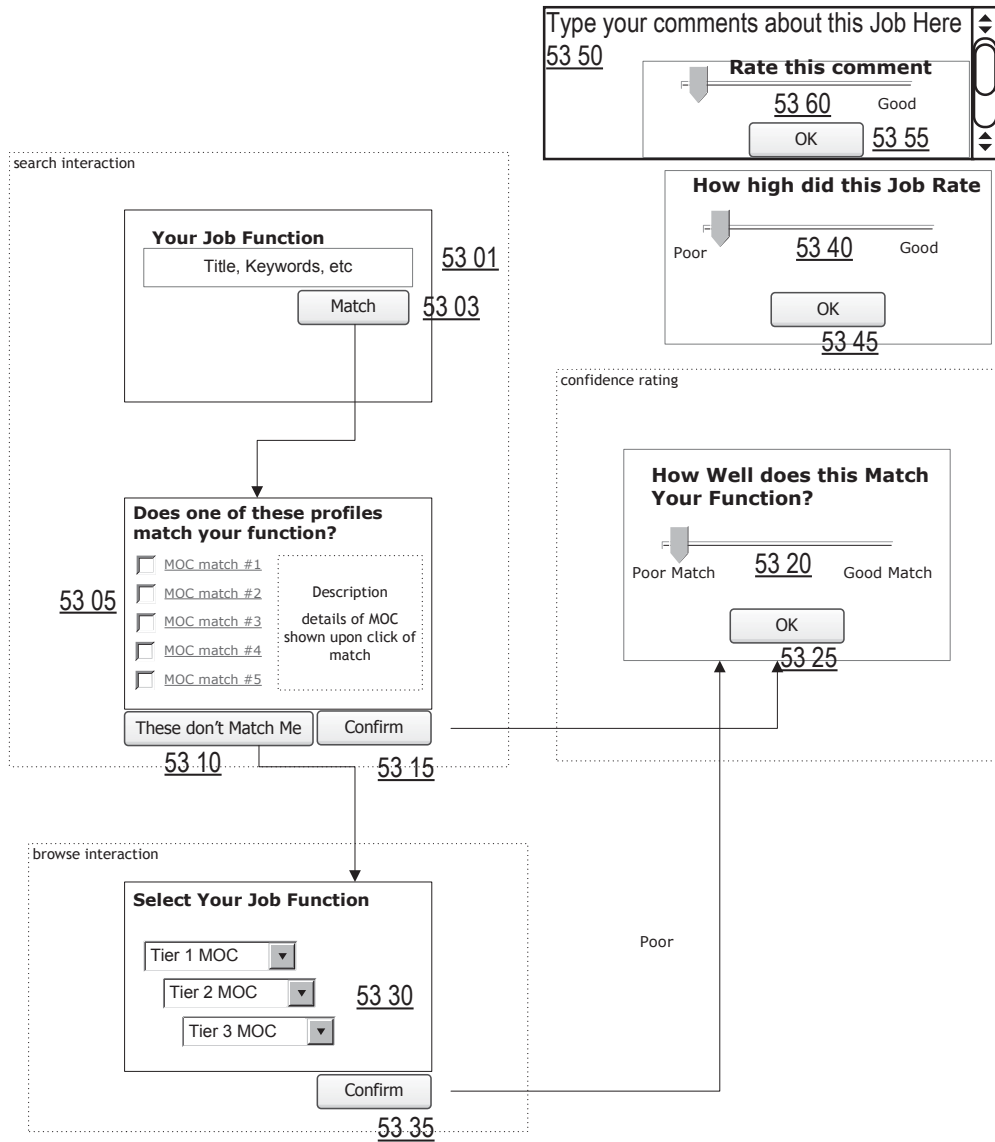 Type your comments about this Job Here
53 50
Rate this comment
53 60
Good
OK
53 55
How high did this Job Rate
Poor
53 40
Good
OK
53 45
search interaction
Your Job Function
Title, Keywords, etc
53 01
Match
53 03
Does one of these profiles
match your function?
MOC match #1
MOC match #2
MOC match #3
MOC match #4
MOC match #5
Description
details of MOC
shown upon click of
match
53 05
These don't Match Me
Confirm
53 10
53 15
confidence rating
How Well does this Match
Your Function?
Poor Match
53 20
Good Match
OK
53 25
browse interaction
Select Your Job Function
Tier 1 MOC
Tier 2 MOC
Tier 3 MOC
53 30
Confirm
53 35
Poor